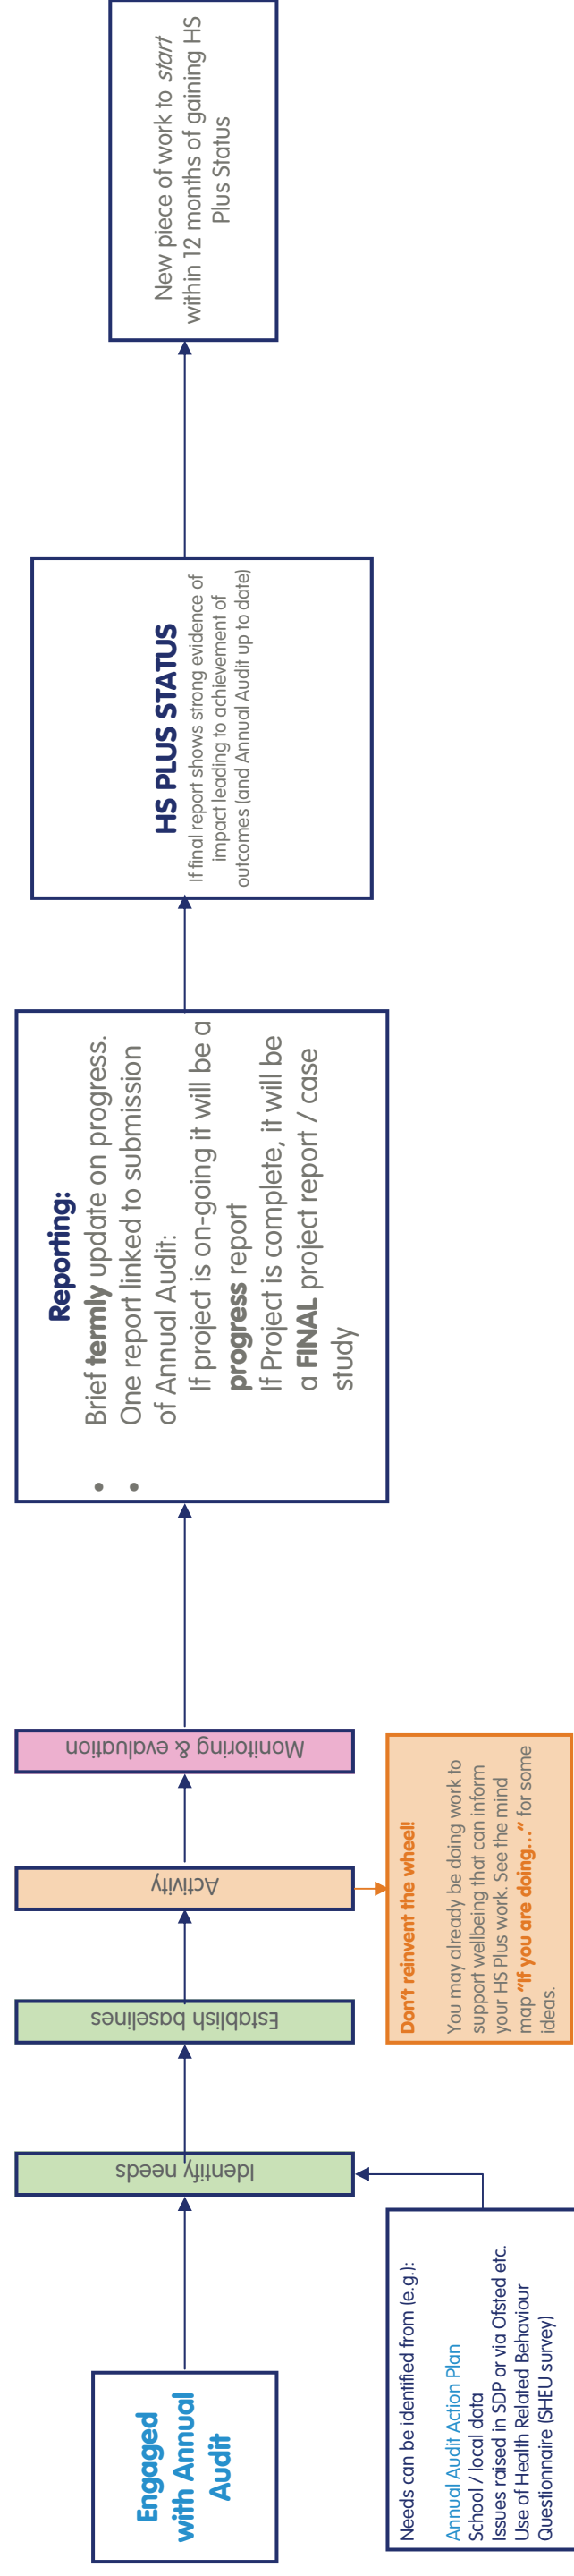 Engaged
with Annual
Audit
Needs can be identified from (e.g.):
Annual Audit Action Plan
School / local data
Issues raised in SDP or via Ofsted etc.
Use of Health Related Behaviour
Questionnaire (SHEU survey)
Identify needs
Establish baselines
Activity
Don't reinvent the wheel!
You may already be doing work to
support wellbeing that can inform
your HS Plus work. See the mind
map “If you are doing…” for some
ideas.
Monitoring & evaluation
Reporting:
• Brief termly update on progress.
• One report linked to submission
of Annual Audit:
If project is on-going it will be a
progress report
If Project is complete, it will be
a FINAL project report / case
study
HS PLUS STATUS
If final report shows strong evidence of
impact leading to achievement of
outcomes (and Annual Audit up to date)
New piece of work to start
within 12 months of gaining HS
Plus Status